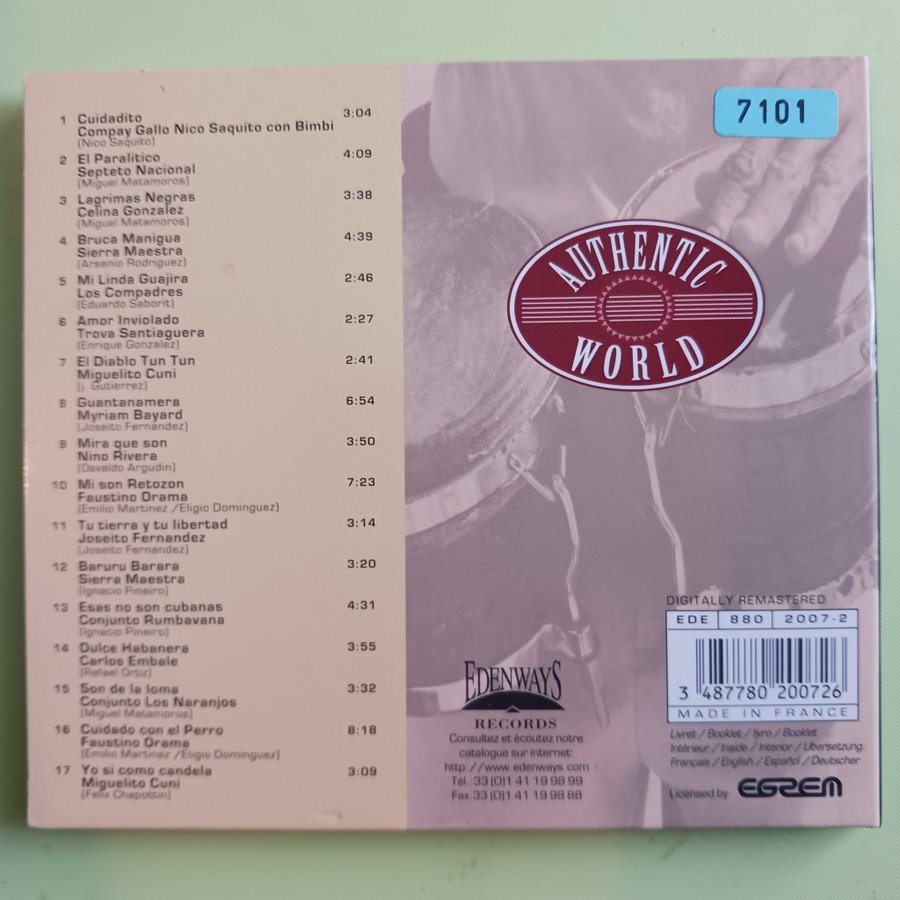 1 Cuidadito 3:04
Compay Gallo Nico Saquito con Bimbi
(Nico Saquito)
2 El Paralitico 4:09
Septeto Nacional
(Miguel Matamoros)
3 Lagrimas Negras 3:38
Celina Gonzalez
(Miguel Matamoros)
4 Bruca Manigua 4:39
Sierra Maestra
(Arsenio Rodriguez)
5 Mi Linda Guajira 2:46
Los Compadres
(Eduardo Saborit)
6 Amor Inviolado 2:27
Trova Santiaguera
(Enrique Gonzalez)
7 El Diablo Tun Tun 2:41
Miguelito Cuni
(j. Gutierrez)
8 Guantanamera 6:54
Myriam Bayard
(Joseito Fernandez)
9 Mira que son 3:50
Nino Rivera
(Osvaldo Argudin)
10 Mi son Retozon 7:23
Faustino Orama
(Emilio Martinez /Eligio Dominguez)
11 Tu tierra y tu libertad 3:14
Joseito Fernandez
(Joseito Fernandez)
12 Baruru Barara 3:20
Sierra Maestra
(Ignacio Pineiro)
13 Esas no son cubanas 4:31
Conjunto Rumbavana
(Ignacio Pineiro)
14 Dulce Habanera 3:55
Carlos Embale
(Rafael Ortiz)
15 Son de la loma 3:32
Conjunto Los Naranjos
(Miguel Matamoros)
16 Cuidado con el Perro 8:18
Faustino Orama
(Emilio Martinez /Eligio Dominguez)
17 Yo si como candela 3:09
Miguelito Cuni
(Felix Chapottin)
7101
AUTHENTIC
WORLD
EDENWAYS
RECORDS
Consultez et écoutez notre
catalogue sur internet:
http://www.edenways.com
Tél.:33 (0)1 41 19 98 99
Fax:33 (0)1 41 19 98 88
DIGITALLY REMASTERED
EDE 880 2007-2
3 487780 200726
MADE IN FRANCE
Livret / Booklet / livro / Booklet
Intérieur / Inside / Interior / Übersetzung:
Français / English / Español / Deutscher
Licensed by EGREM